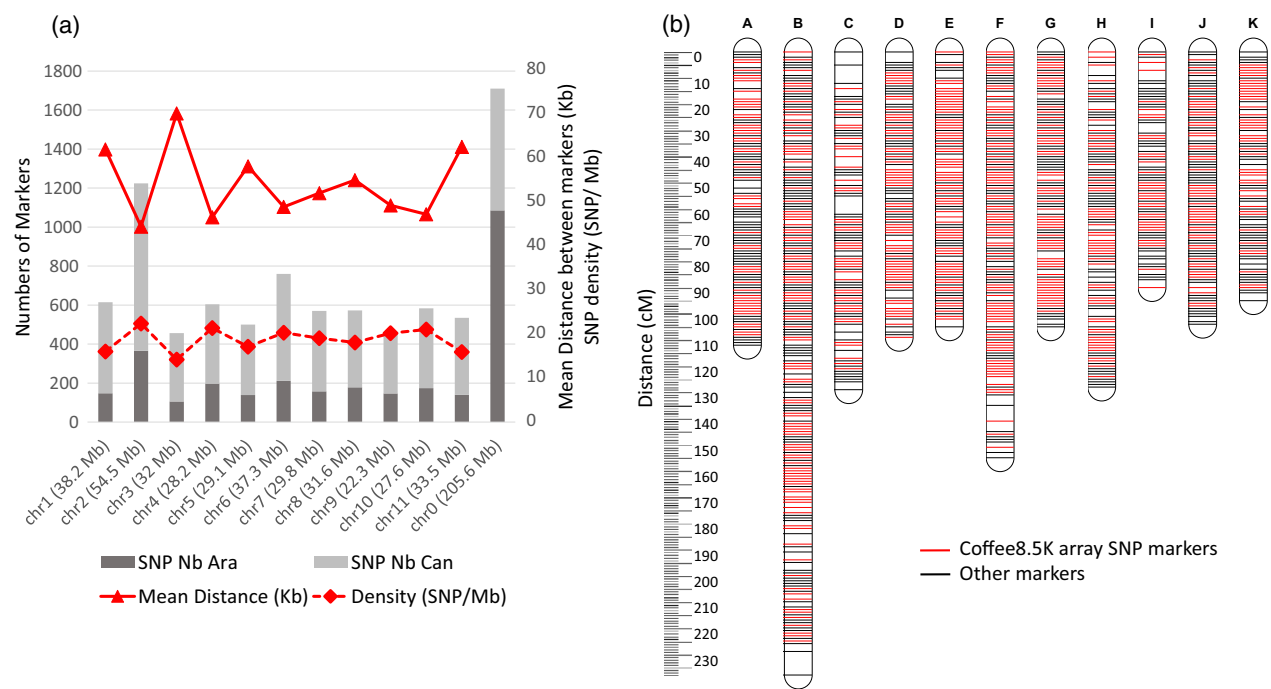 (a)
Numbers of Markers
1800
1600
1400
1200
1000
800
600
400
200
0
80
70
60
50
40
30
20
10
0
Mean Distance between markers (Kb)
SNP density (SNP/ Mb)
chr1 (38.2 Mb)
chr2 (54.5 Mb)
chr3 (32 Mb)
chr4 (28.2 Mb)
chr5 (29.1 Mb)
chr6 (37.3 Mb)
chr7 (29.8 Mb)
chr8 (31.6 Mb)
chr9 (22.3 Mb)
chr10 (27.6 Mb)
chr11 (33.5 Mb)
chr0 (205.6 Mb)
SNP Nb Ara
SNP Nb Can
Mean Distance (Kb)
Density (SNP/Mb)
(b)
A B C D E F G H I J K
Distance (cM)
0
10
20
30
40
50
60
70
80
90
100
110
120
130
140
150
160
170
180
190
200
210
220
230
Coffee8.5K array SNP markers
Other markers